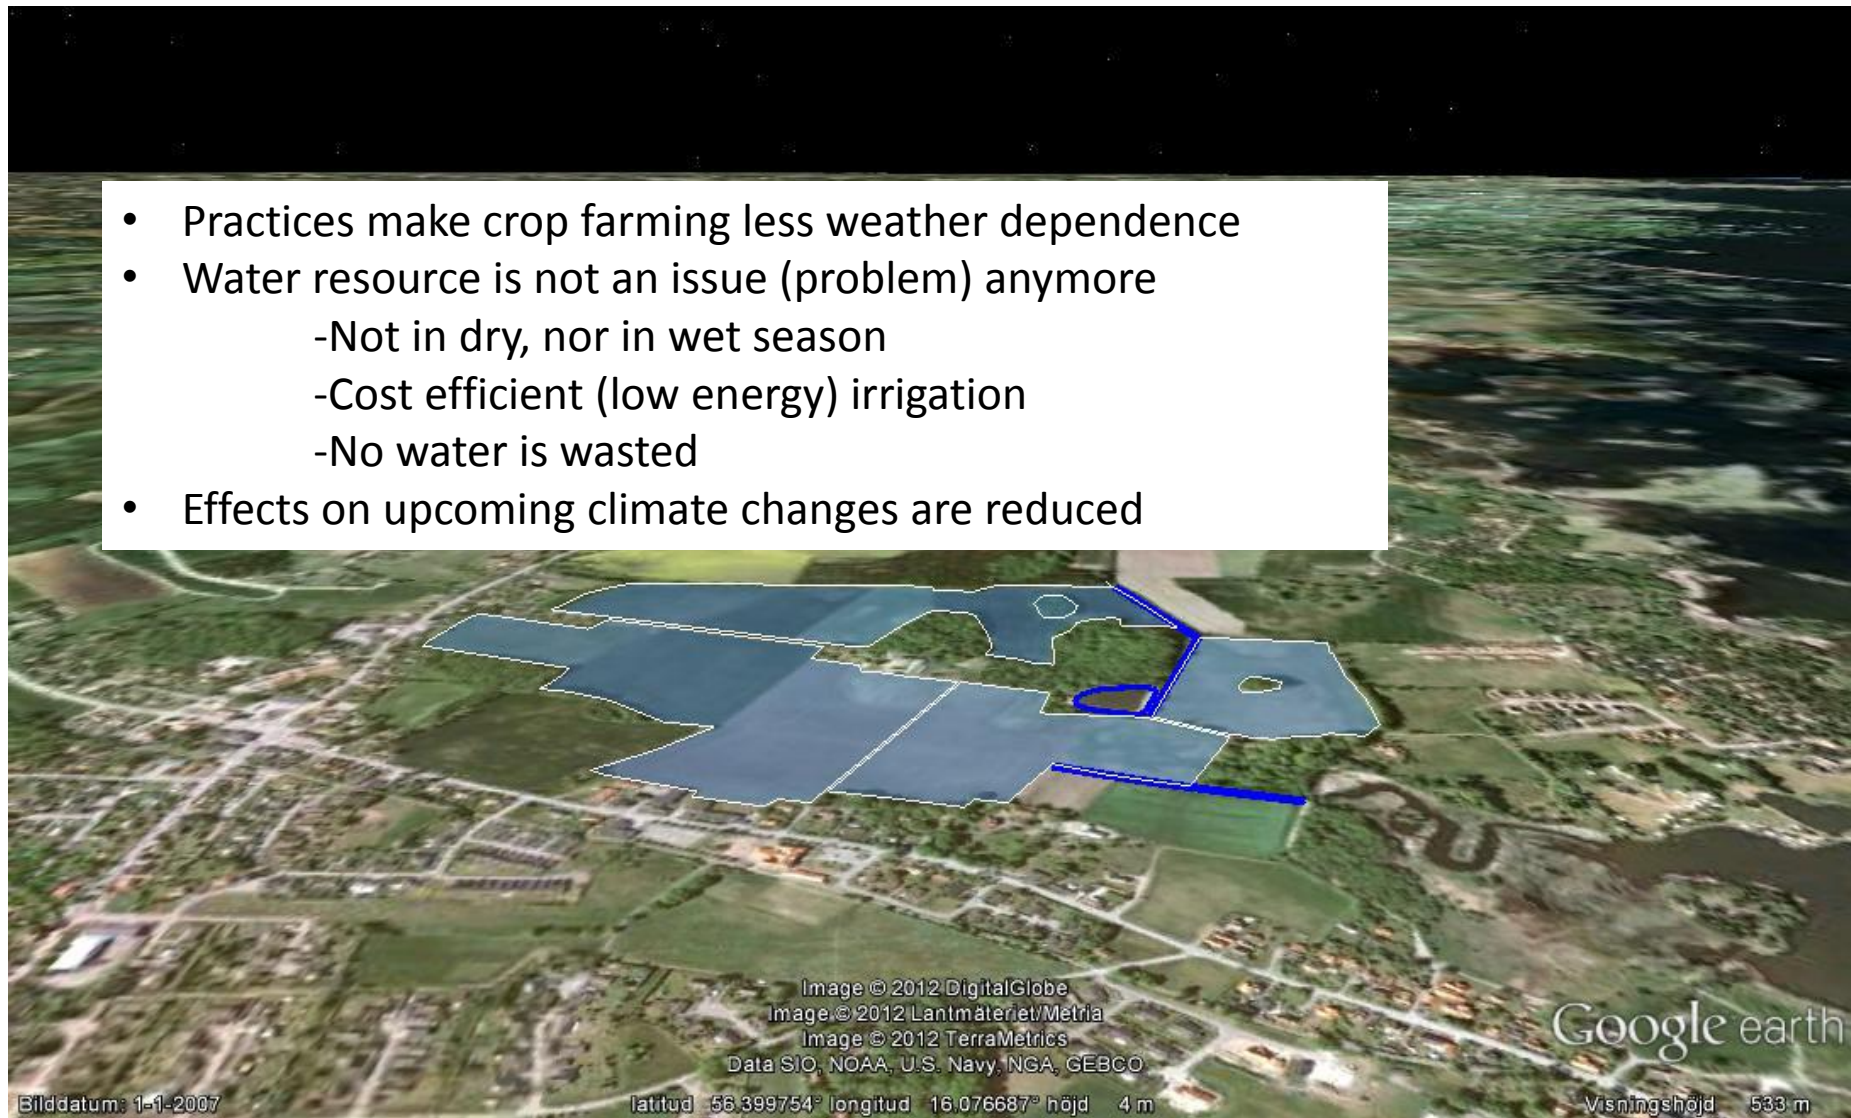 • Practices make crop farming less weather dependence
• Water resource is not an issue (problem) anymore
-Not in dry, nor in wet season
-Cost efficient (low energy) irrigation
-No water is wasted
• Effects on upcoming climate changes are reduced
Image © 2012 DigitalGlobe
Image © 2012 Lantmäteriet/Metria
Image © 2012 TerraMetrics
Data SIO, NOAA, U.S. Navy, NGA, GEBCO
Google earth
Bilddatum: 1-1-2007 latitud 56.399754° longitud 16.076687° höjd 4 m Visningshöjd 533 m